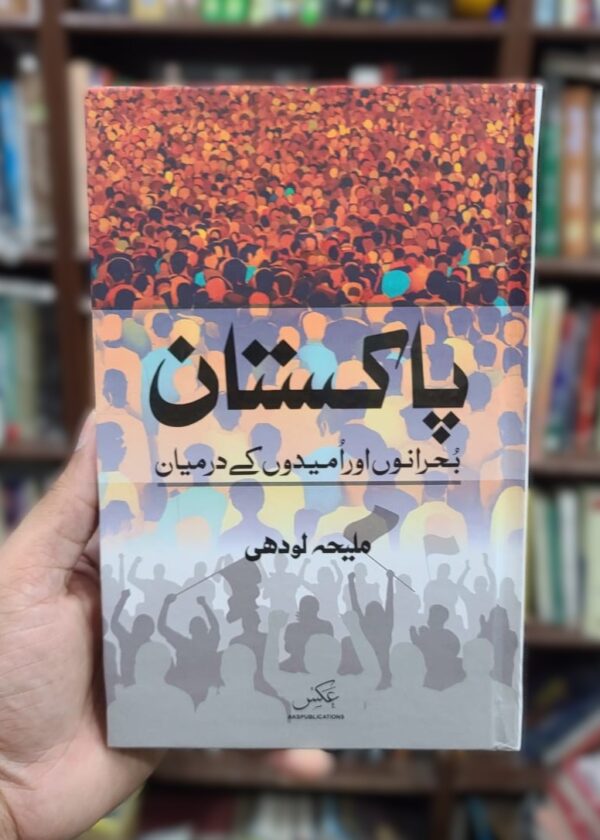 پاکستان
بُحرانوں اور اُمیدوں کے درمیان
ملیحہ لودھی
عکس
AKSPUBLICATIONS